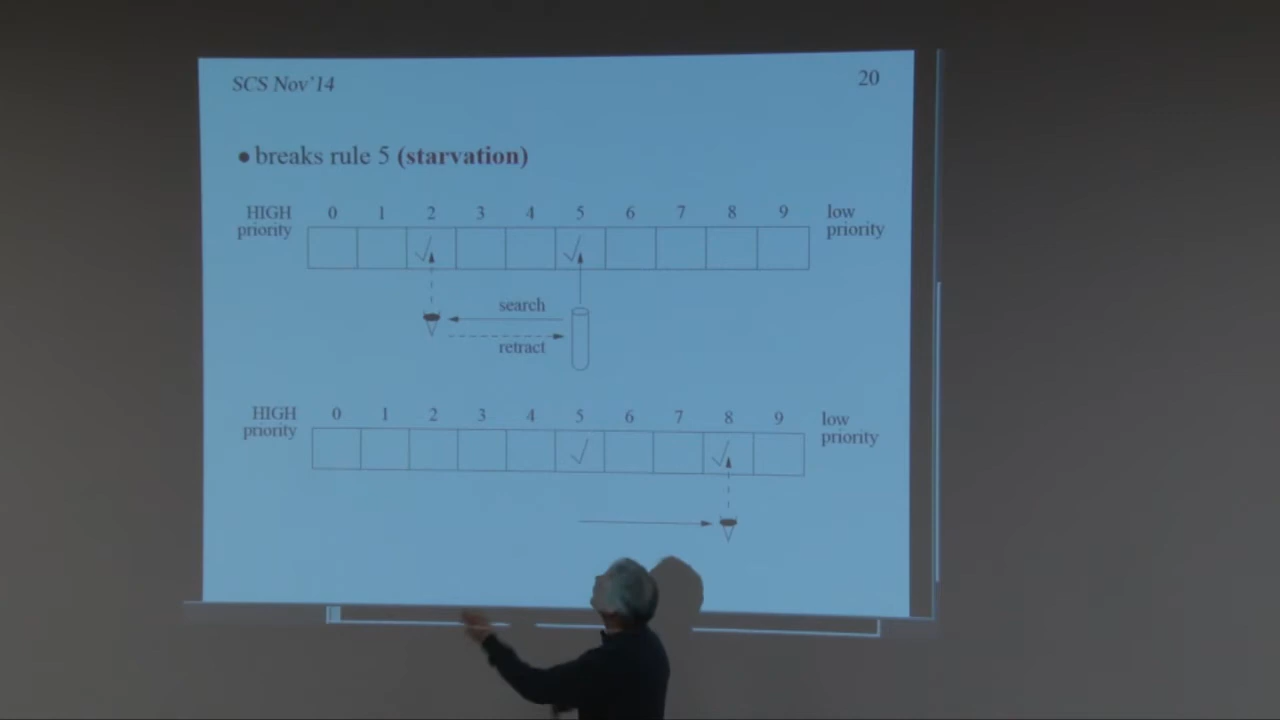 SCS Nov'14 20
• breaks rule 5 (starvation)
HIGH priority 0 1 2 3 4 5 6 7 8 9 low priority
✓ ✓
search
retract
HIGH priority 0 1 2 3 4 5 6 7 8 9 low priority
✓ ✓